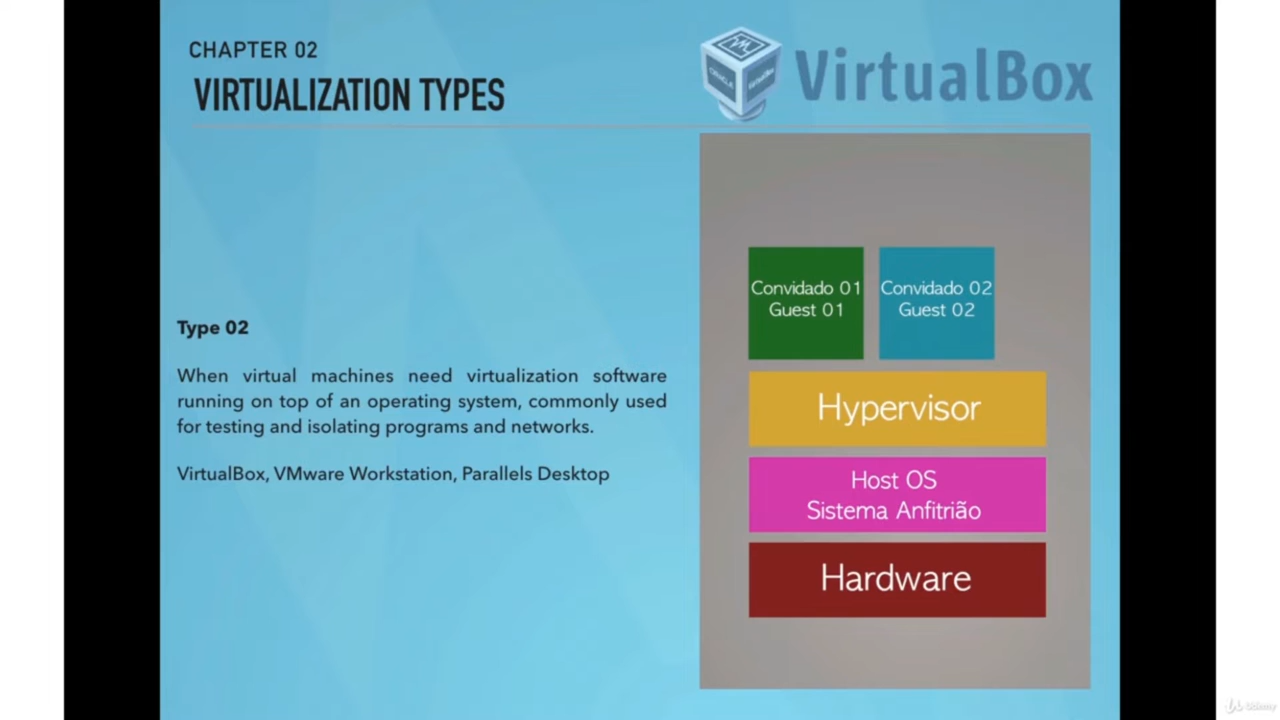 CHAPTER 02
VIRTUALIZATION TYPES
VirtualBox
Type 02
When virtual machines need virtualization software
running on top of an operating system, commonly used
for testing and isolating programs and networks.
VirtualBox, VMware Workstation, Parallels Desktop
Convidado 01
Guest 01
Convidado 02
Guest 02
Hypervisor
Host OS
Sistema Anfitrião
Hardware
Udemy